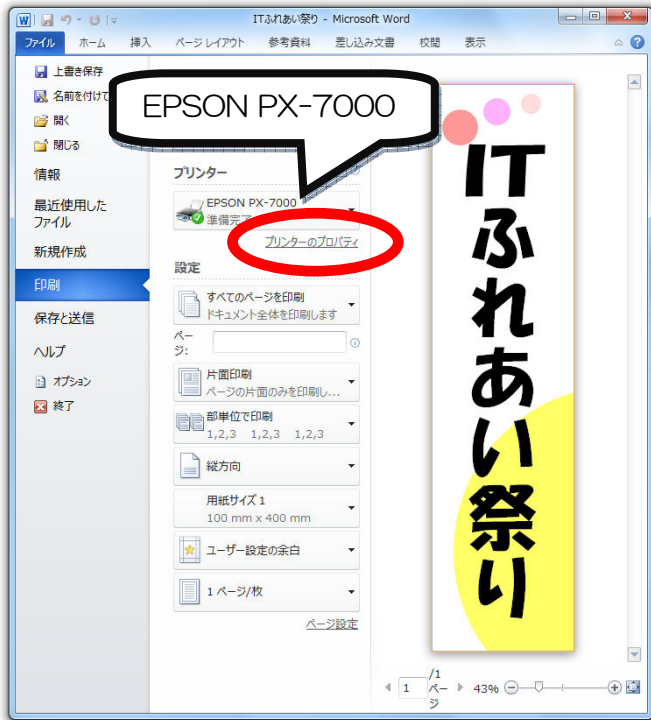 ITふれあい祭り - Microsoft Word
ファイル ホーム 挿入 ページ レイアウト 参考資料 差し込み文書 校閲 表示
上書き保存
名前を付けて
開く
閉じる
情報
最近使用した
ファイル
新規作成
印刷
保存と送信
ヘルプ
オプション
終了
EPSON PX-7000
プリンター
EPSON PX-7000
準備完了
プリンターのプロパティ
設定
すべてのページを印刷
ドキュメント全体を印刷します
ペー
ジ:
片面印刷
ページの片面のみを印刷し...
部単位で印刷
1,2,3 1,2,3 1,2,3
縦方向
用紙サイズ 1
100 mm x 400 mm
ユーザー設定の余白
1 ページ/枚
ページ設定
ITふれあい祭り
1
/1
ペー
ジ
43%